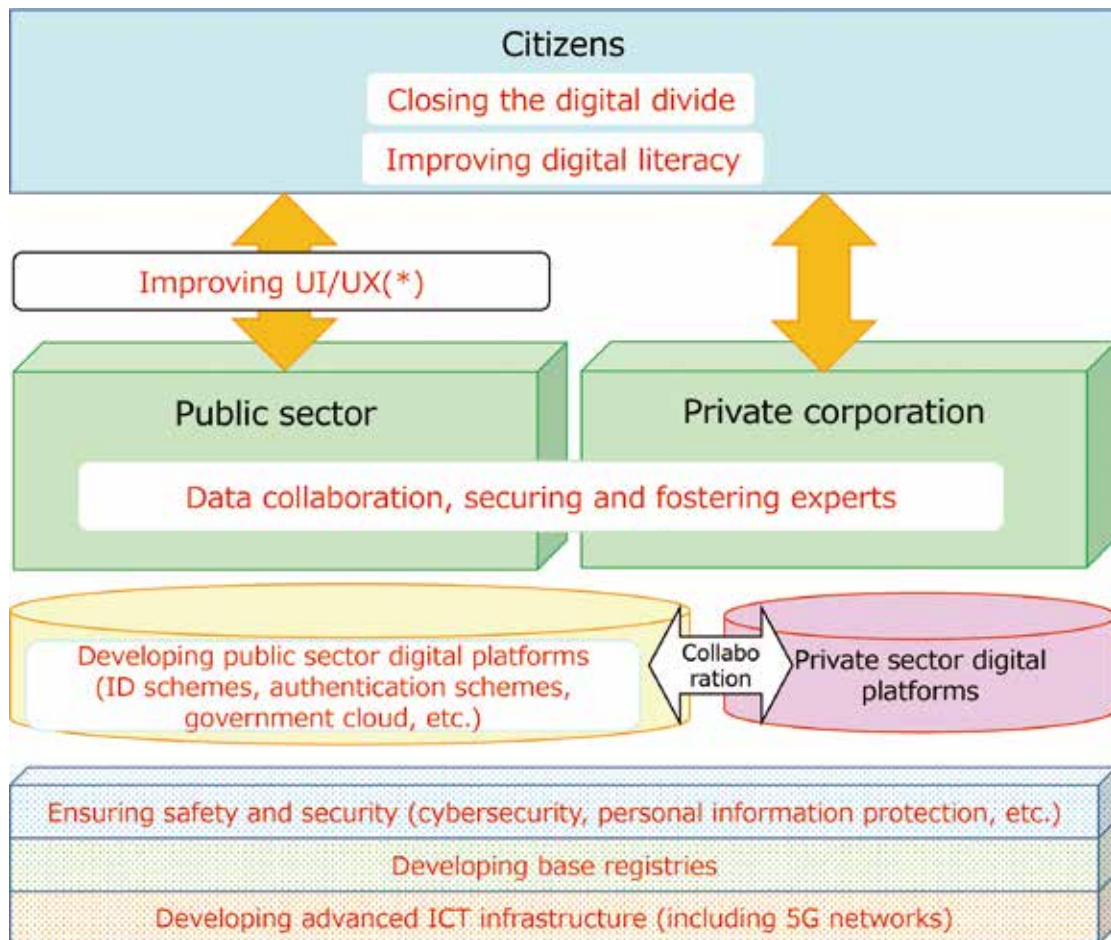 Citizens
Closing the digital divide
Improving digital literacy
Improving UI/UX(*)
Public sector
Private corporation
Data collaboration, securing and fostering experts
Developing public sector digital platforms
(ID schemes, authentication schemes,
government cloud, etc.)
Collabo
ration
Private sector digital
platforms
Ensuring safety and security (cybersecurity, personal information protection, etc.)
Developing base registries
Developing advanced ICT infrastructure (including 5G networks)